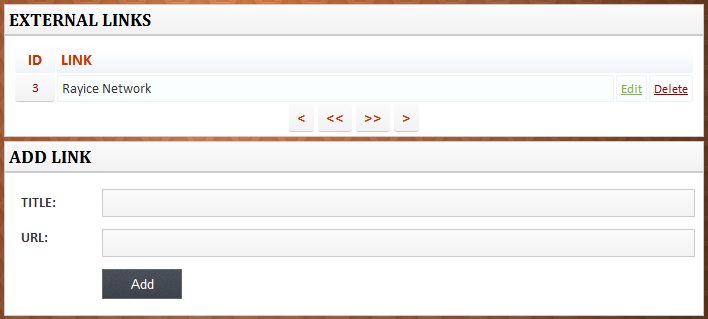 EXTERNAL LINKS
ID LINK
3 Rayice Network Edit Delete
< << >> >
ADD LINK
TITLE:
URL:
Add